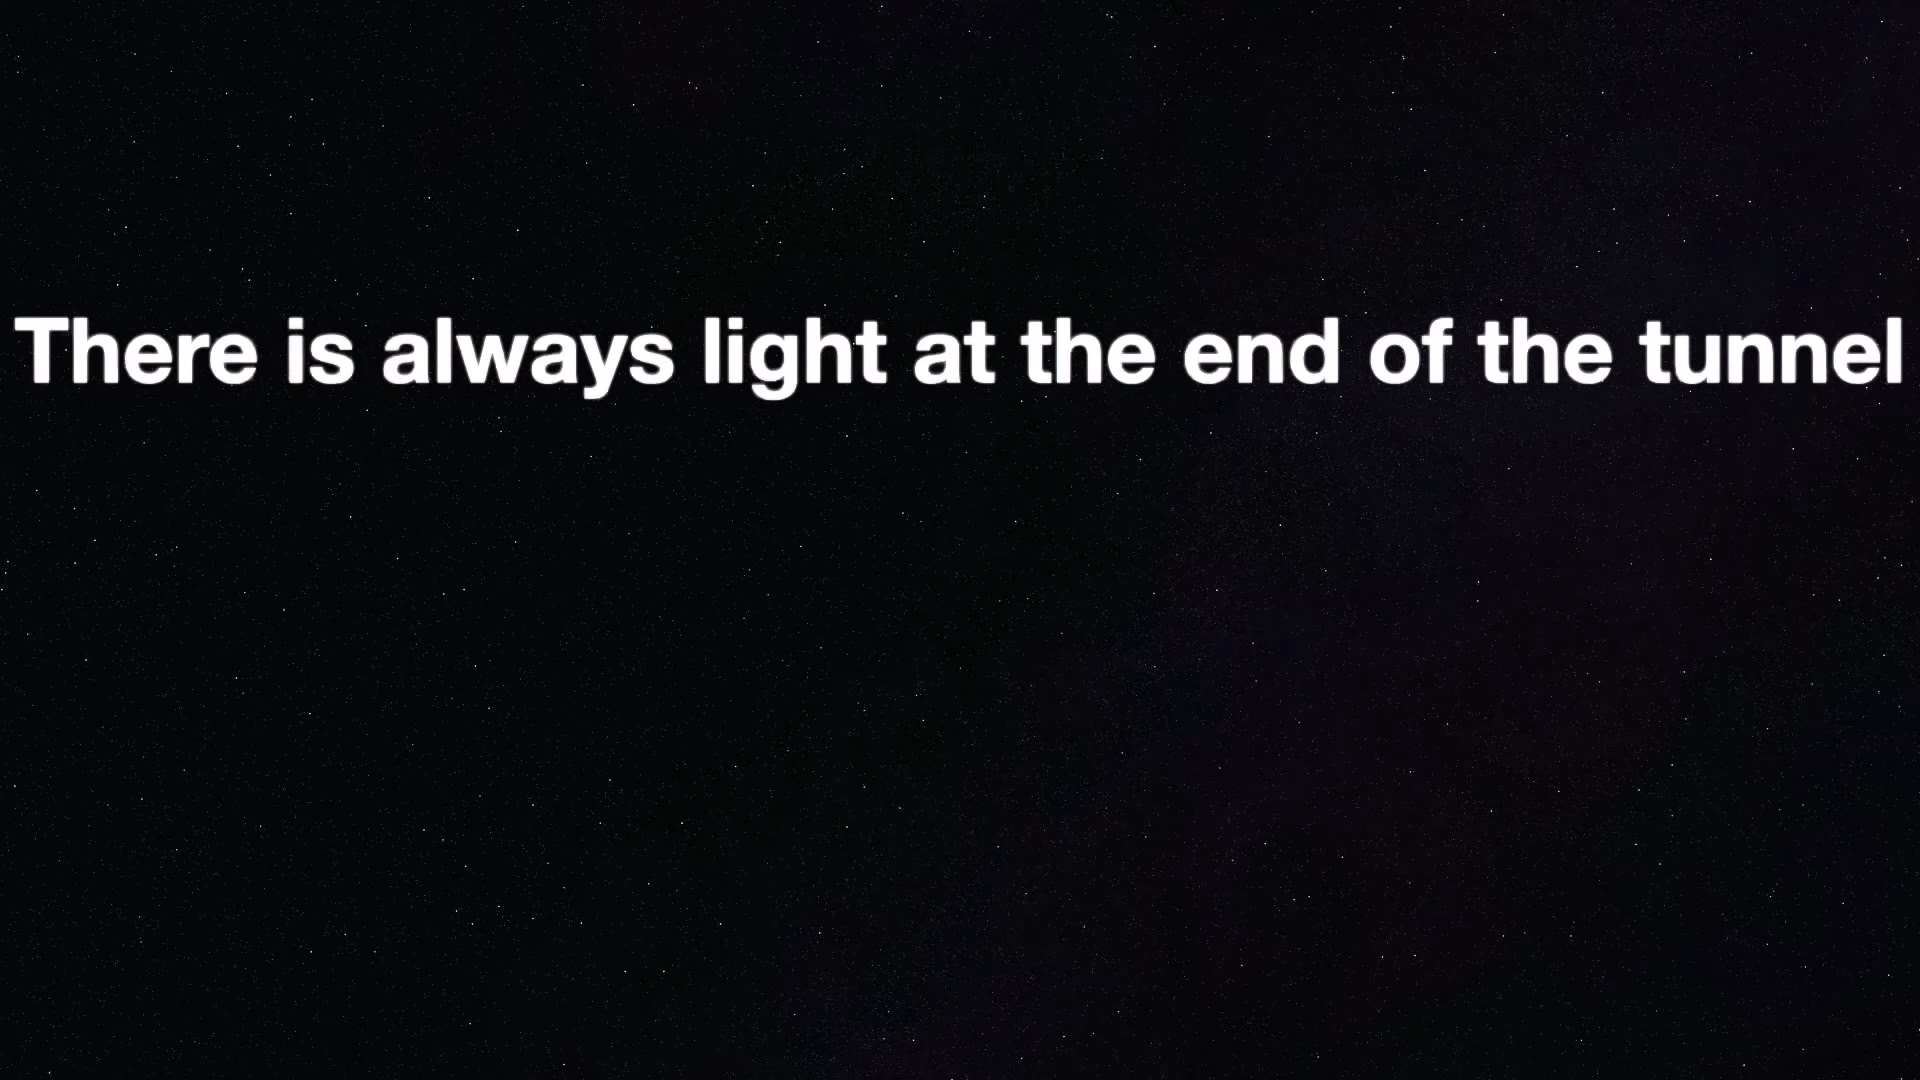 There is always light at the end of the tunnel